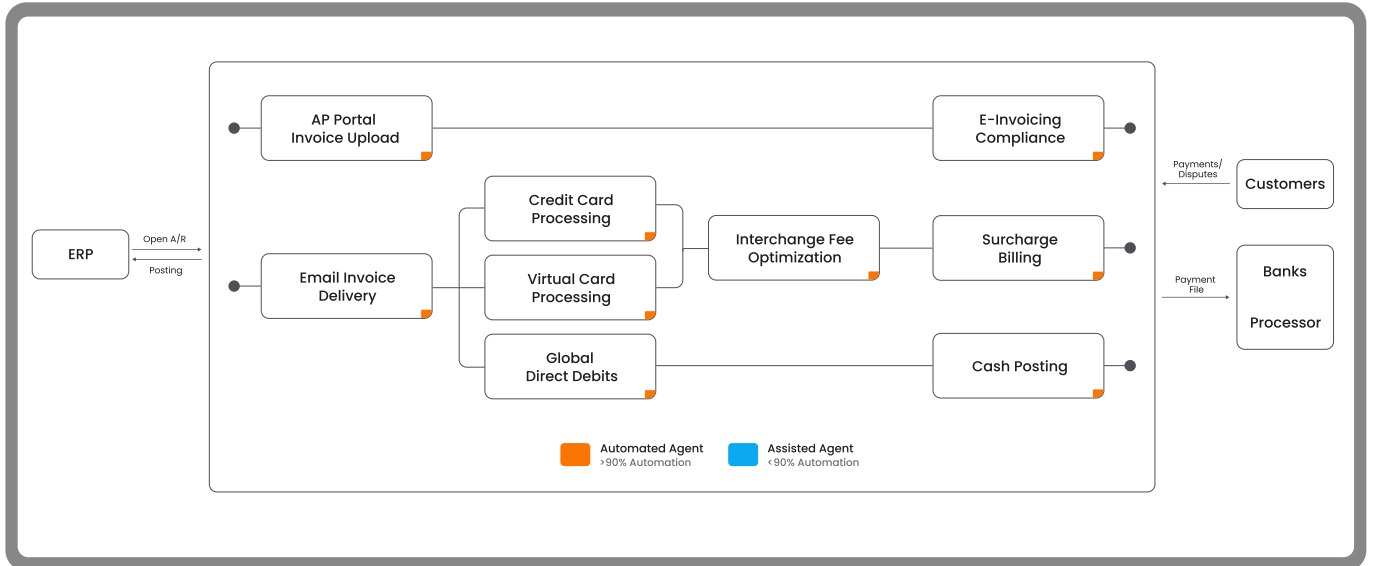 AP Portal
Invoice Upload
E-Invoicing
Compliance
Payments/
Disputes
Customers
Credit Card
Processing
ERP
Open A/R
Posting
Interchange Fee
Optimization
Surcharge
Billing
Email Invoice
Delivery
Virtual Card
Processing
Payment
File
Banks
Processor
Global
Direct Debits
Cash Posting
Automated Agent
>90% Automation
Assisted Agent
<90% Automation